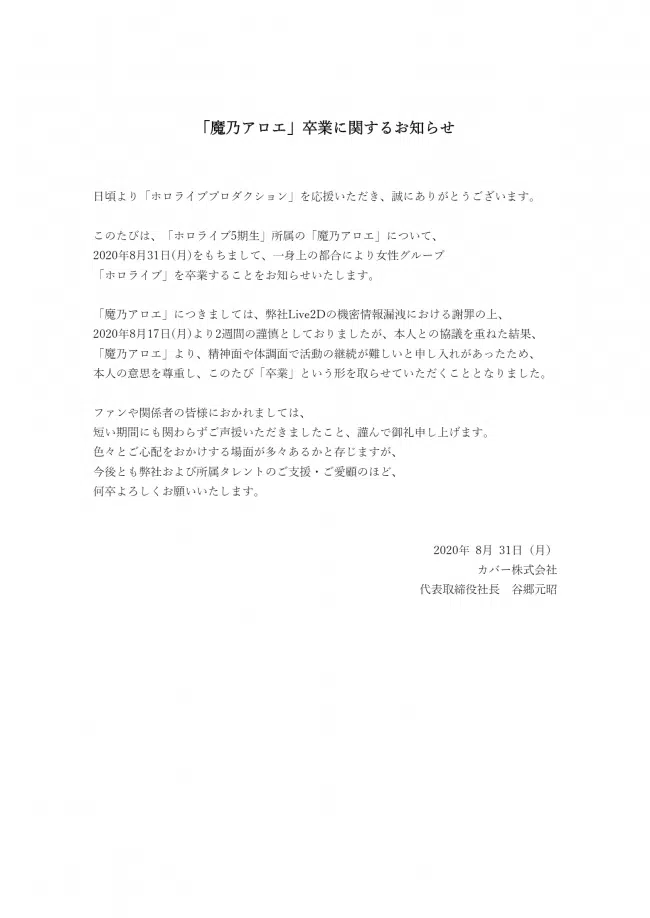 「魔乃アロエ」卒業に関するお知らせ
日頃より「ホロライブプロダクション」を応援いただき、誠にありがとうございます。
このたびは、「ホロライブ5期生」所属の「魔乃アロエ」について、
2020年8月31日(月)をもちまして、一身上の都合により女性グループ
「ホロライブ」を卒業することをお知らせいたします。
「魔乃アロエ」につきましては、弊社Live2Dの機密情報漏洩における謝罪の上、
2020年8月17日(月)より2週間の謹慎としておりましたが、本人との協議を重ねた結果、
「魔乃アロエ」より、精神面や体調面で活動の継続が難しいと申し入れがあったため、
本人の意思を尊重し、このたび「卒業」という形を取らせていただくこととなりました。
ファンや関係者の皆様におかれましては、
短い期間にも関わらずご声援いただきましたこと、謹んで御礼申し上げます。
色々とご心配をおかけする場面が多々あるかと存じますが、
今後とも弊社および所属タレントのご支援・ご愛顧のほど、
何卒よろしくお願いいたします。
2020年 8月 31日（月）
カバー株式会社
代表取締役社長　谷郷元昭